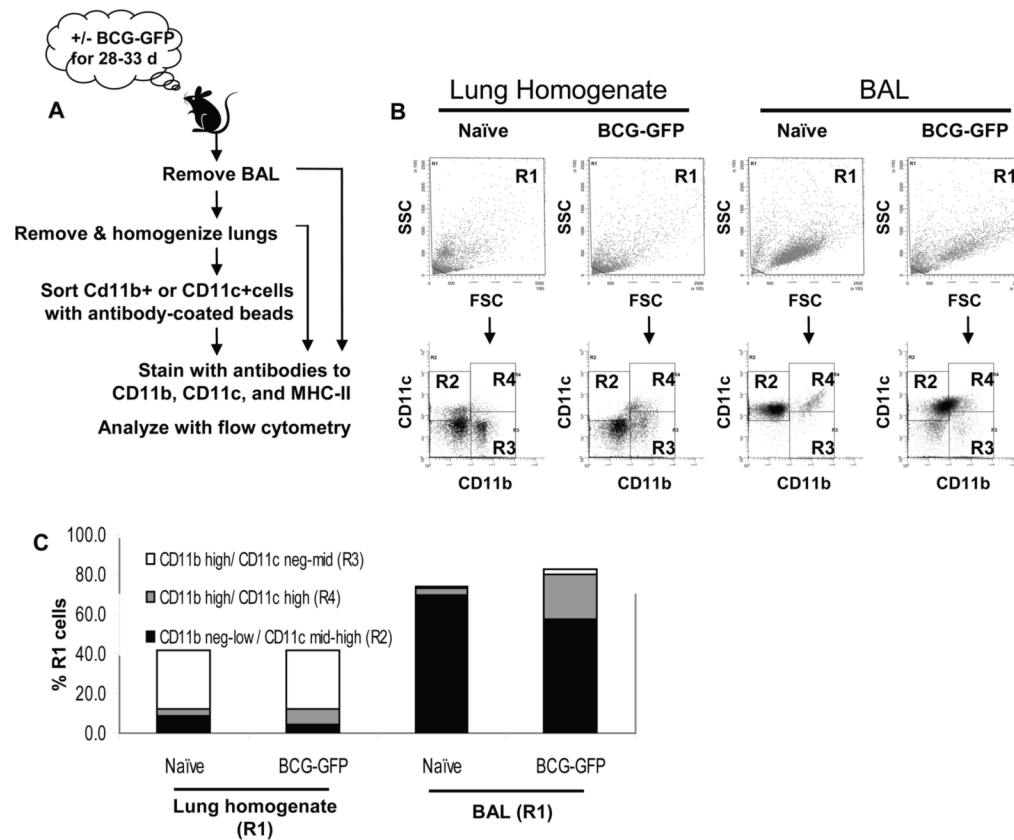 +/- BCG-GFP
for 28-33 d
A
Remove BAL
Remove & homogenize lungs
Sort Cd11b+ or CD11c+cells
with antibody-coated beads
Stain with antibodies to
CD11b, CD11c, and MHC-II
Analyze with flow cytometry
B
Lung Homogenate BAL
Naïve BCG-GFP Naïve BCG-GFP
R1 R1 R1 R1
SSC SSC SSC SSC
FSC FSC FSC FSC
R2 R4 R2 R4 R2 R4 R2 R4
CD11c CD11c CD11c CD11c
R3 R3 R3 R3
CD11b CD11b CD11b CD11b
C
% R1 cells
100.0
80.0
60.0
40.0
20.0
0.0
CD11b high/ CD11c neg-mid (R3)
CD11b high/ CD11c high (R4)
CD11b neg-low / CD11c mid-high (R2)
Naïve BCG-GFP Naïve BCG-GFP
Lung homogenate
(R1)
BAL (R1)